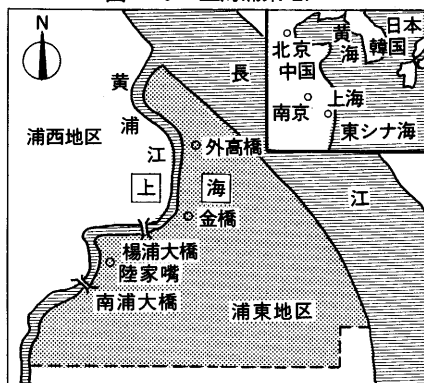 N
黄浦江
浦西地区
上海
長江
外高橋
金橋
楊浦大橋
陸家嘴
南浦大橋
浦東地区
日本
黄海
韓国
北京
中国
上海
南京
東シナ海